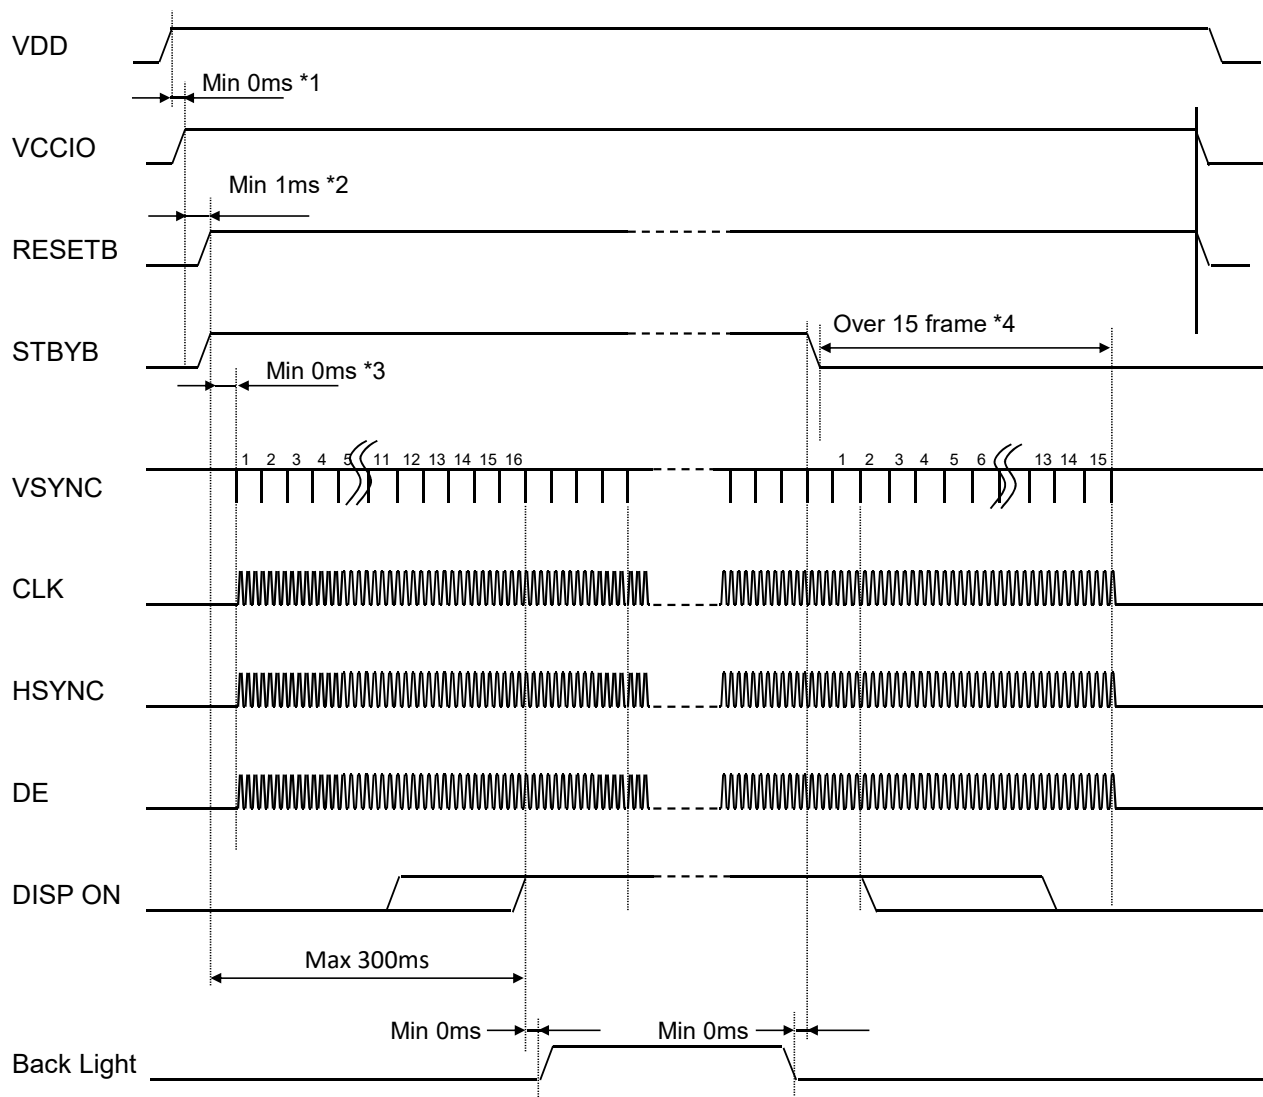 VDD
Min 0ms *1
VCCIO
Min 1ms *2
RESETB
Over 15 frame *4
STBYB
Min 0ms *3
1 2 3 4 5 11 12 13 14 15 16 1 2 3 4 5 6 13 14 15
VSYNC
CLK
HSYNC
DE
DISP ON
Max 300ms
Min 0ms Min 0ms
Back Light